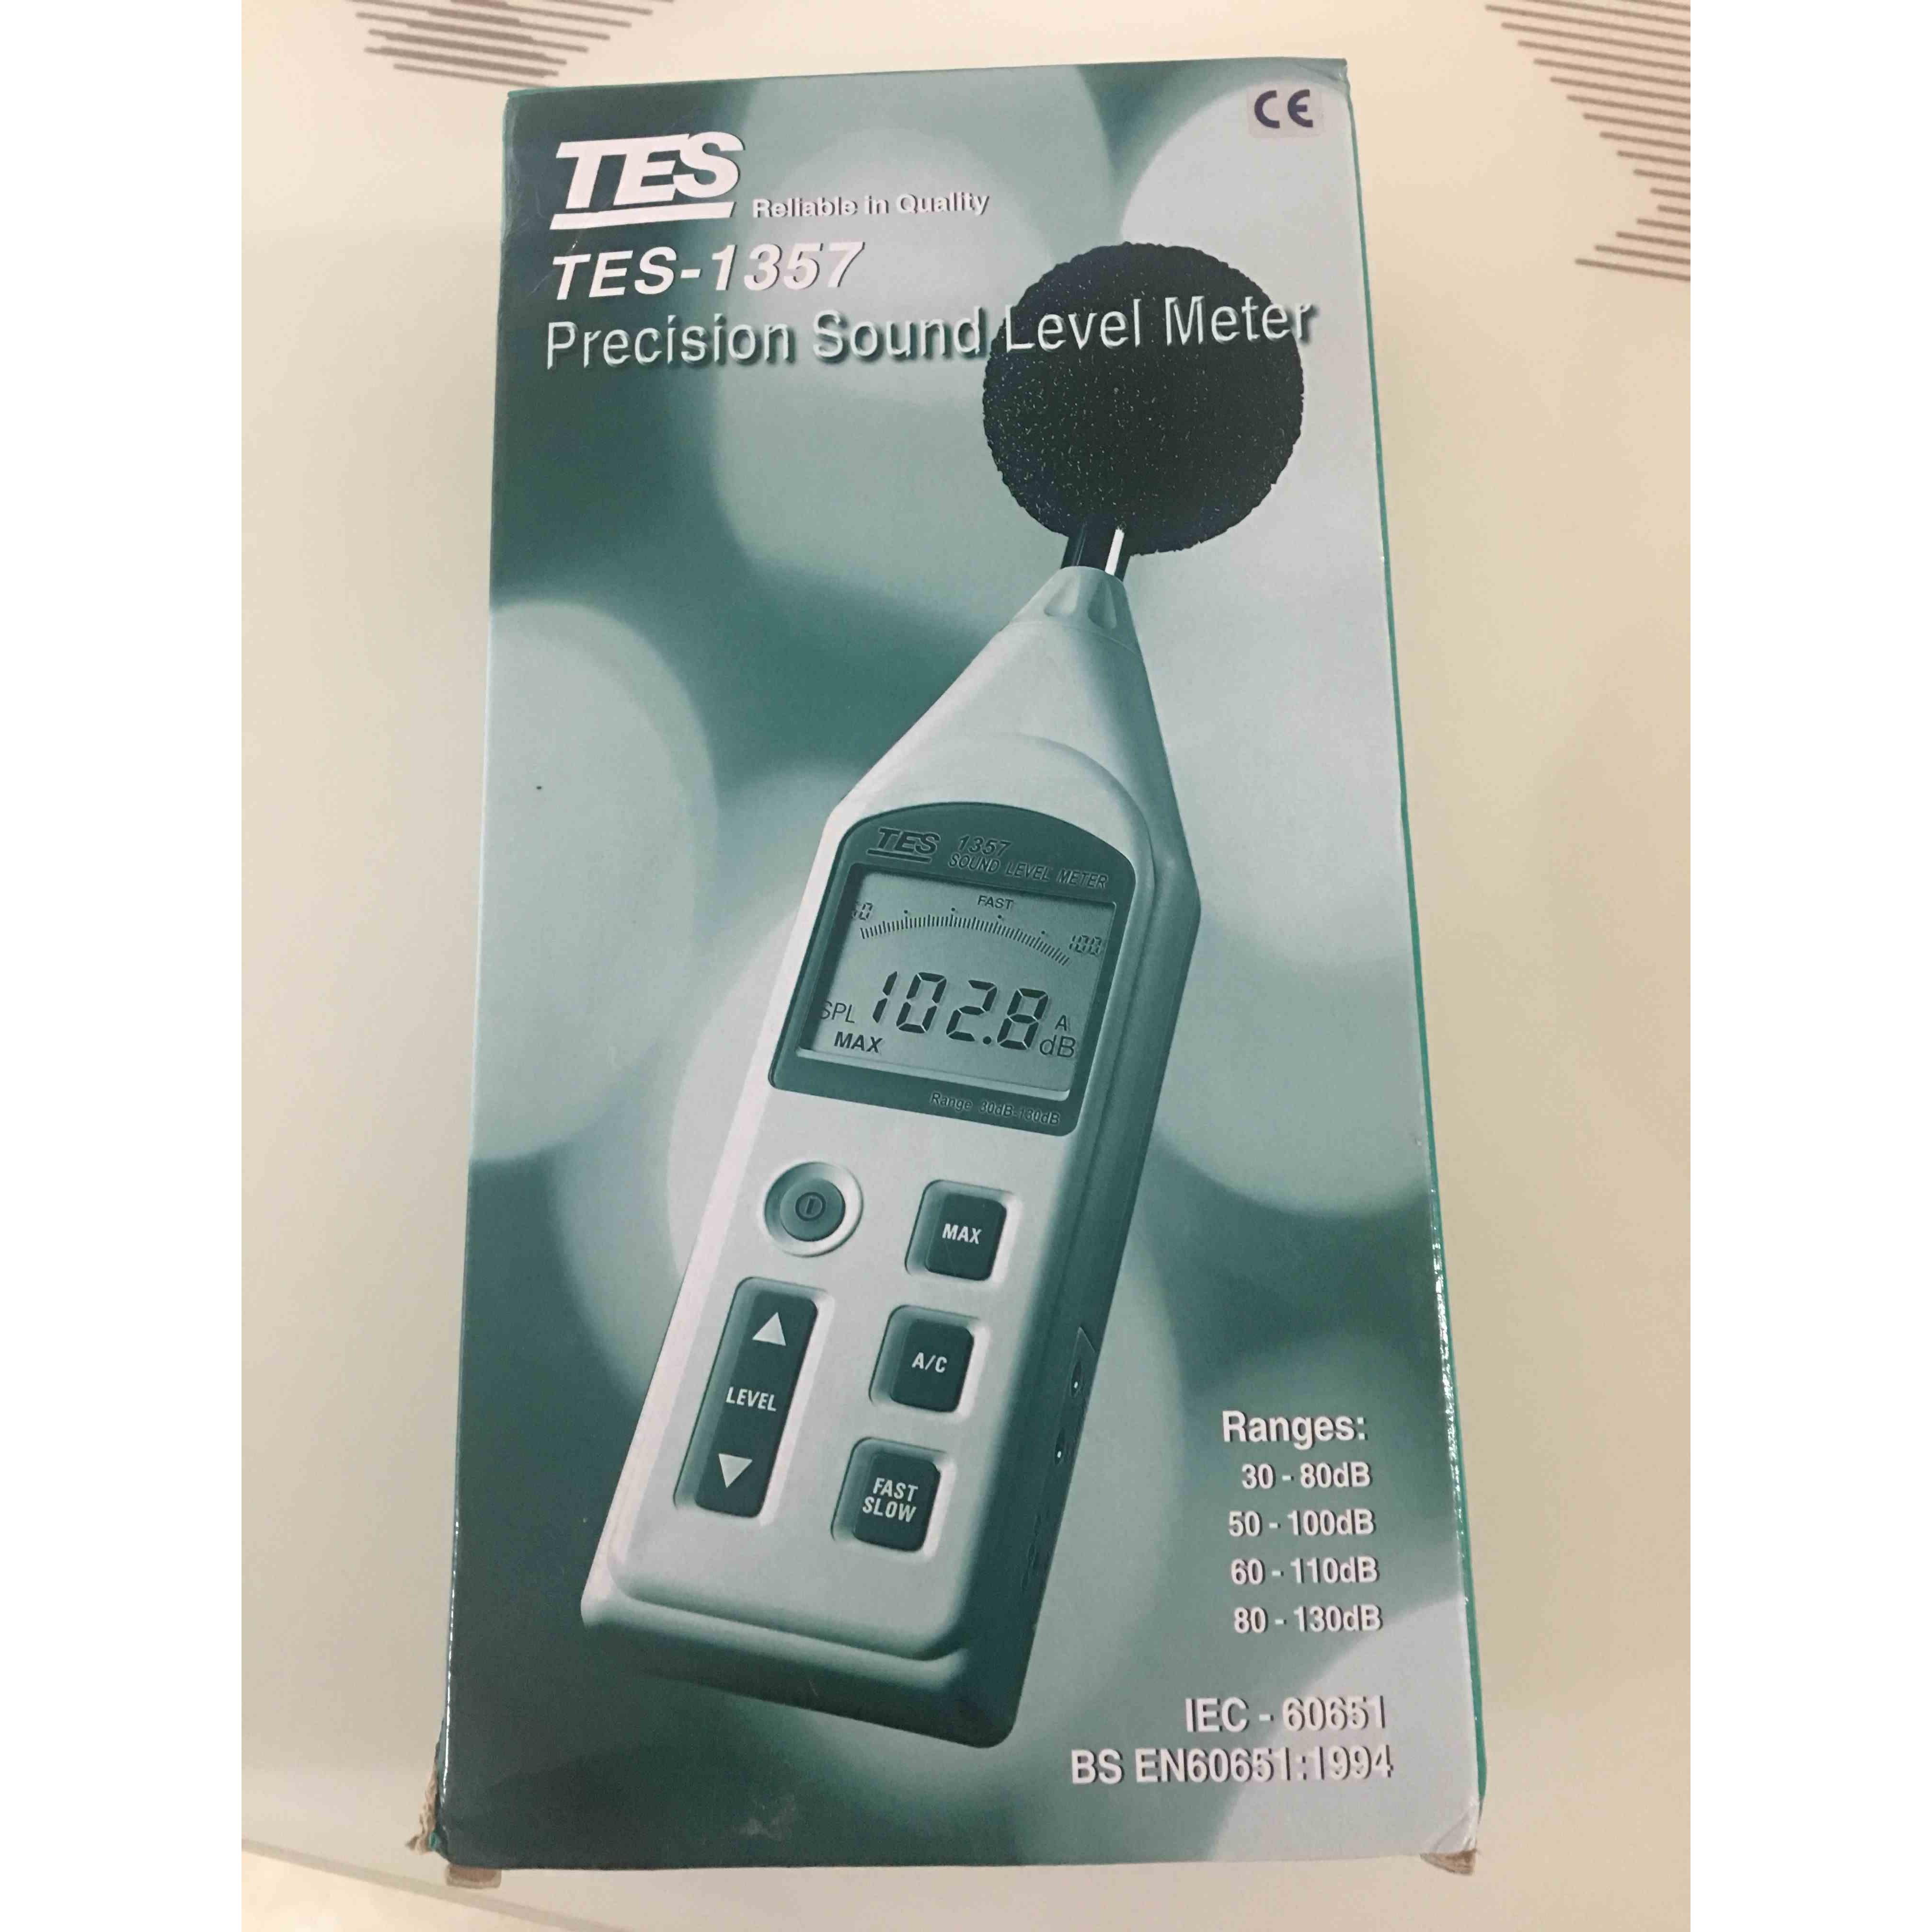 CE
TES Reliable in Quality
TES-1357
Precision Sound Level Meter
TES 1357
SOUND LEVEL METER
FAST
100
SPL 102.8 A
dB
MAX
Range 30dB-130dB
MAX
LEVEL
A/C
FAST
SLOW
Ranges:
30 - 80dB
50 - 100dB
60 - 110dB
80 - 130dB
IEC - 60651
BS EN60651:1994